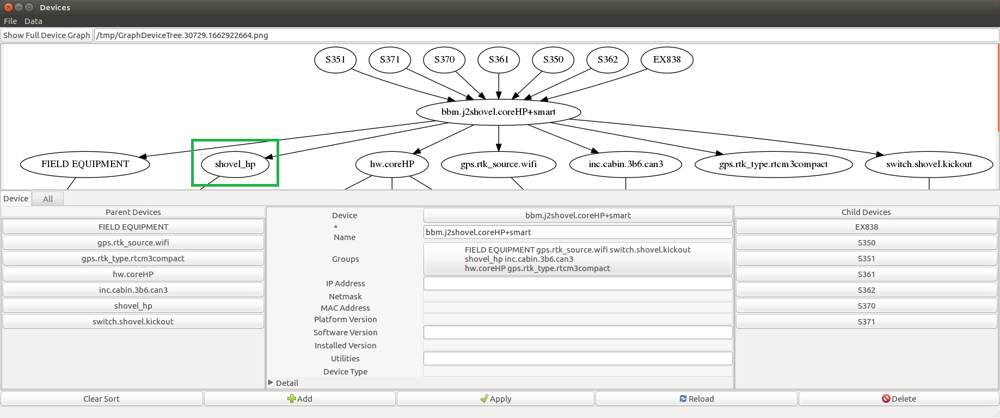 Devices
File Data
Show Full Device Graph /tmp/GraphDeviceTree.30729.1662922664.png
S351 S371 S370 S361 S350 S362 EX838
bbm.j2shovel.coreHP+smart
FIELD EQUIPMENT shovel_hp hw.coreHP gps.rtk_source.wifi inc.cabin.3b6.can3 gps.rtk_type.rtcm3compact switch.shovel.kickout
Device All
Parent Devices
FIELD EQUIPMENT
gps.rtk_source.wifi
gps.rtk_type.rtcm3compact
hw.coreHP
inc.cabin.3b6.can3
shovel_hp
switch.shovel.kickout
Device bbm.j2shovel.coreHP+smart
*
Name bbm.j2shovel.coreHP+smart
Groups
FIELD EQUIPMENT gps.rtk_source.wifi switch.shovel.kickout
shovel_hp inc.cabin.3b6.can3
hw.coreHP gps.rtk_type.rtcm3compact
IP Address
Netmask
MAC Address
Platform Version
Software Version
Installed Version
Utilities
Device Type
Detail
Child Devices
EX838
S350
S351
S361
S362
S370
S371
Clear Sort Add Apply Reload Delete